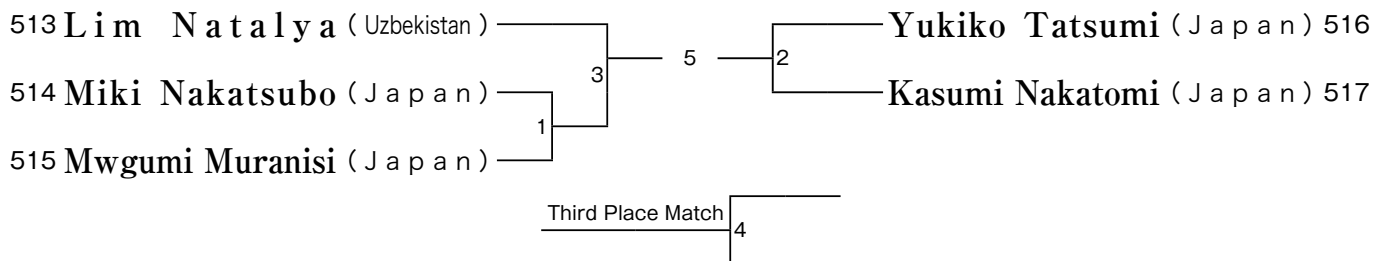 513 Lim Natalya (Uzbekistan)
514 Miki Nakatsubo (Japan)
515 Mwgumi Muranisi (Japan)
3
1
5
2
Yukiko Tatsumi (Japan) 516
Kasumi Nakatomi (Japan) 517
Third Place Match
4